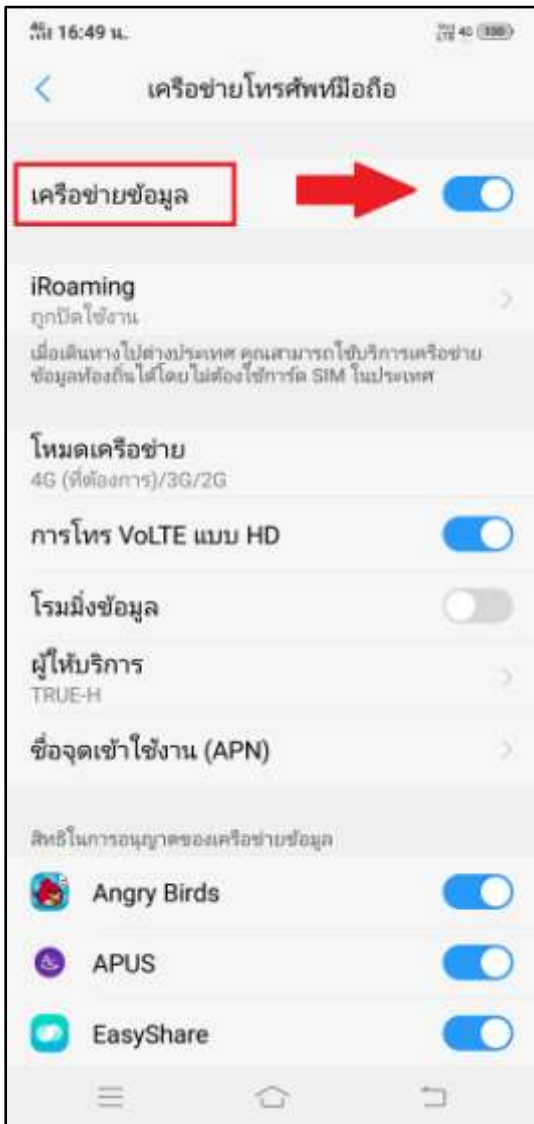 16:49 น.
เครือข่ายโทรศัพท์มือถือ
เครือข่ายข้อมูล
iRoaming
ถูกปิดใช้งาน
เมื่อเดินทางไปต่างประเทศ คุณสามารถใช้บริการเครือข่าย
ข้อมูลท้องถิ่นได้โดยไม่ต้องใช้การ์ด SIM ในประเทศ
โหมดเครือข่าย
4G (ที่ต้องการ)/3G/2G
การโทร VoLTE แบบ HD
โรมมิ่งข้อมูล
ผู้ให้บริการ
TRUE-H
ชื่อจุดเข้าใช้งาน (APN)
สิทธิในการอนุญาตของเครือข่ายข้อมูล
Angry Birds
APUS
EasyShare